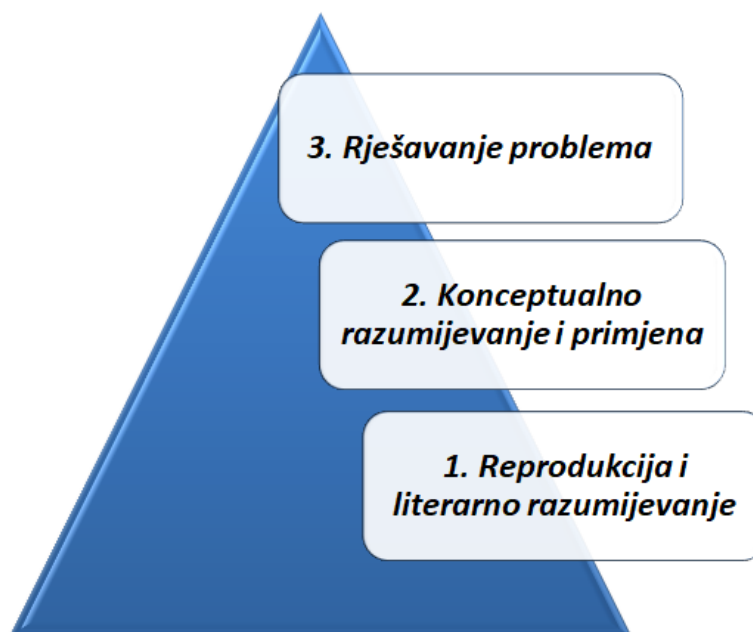 3. Rješavanje problema
2. Konceptualno
razumijevanje i primjena
1. Reprodukcija i
literarno razumijevanje